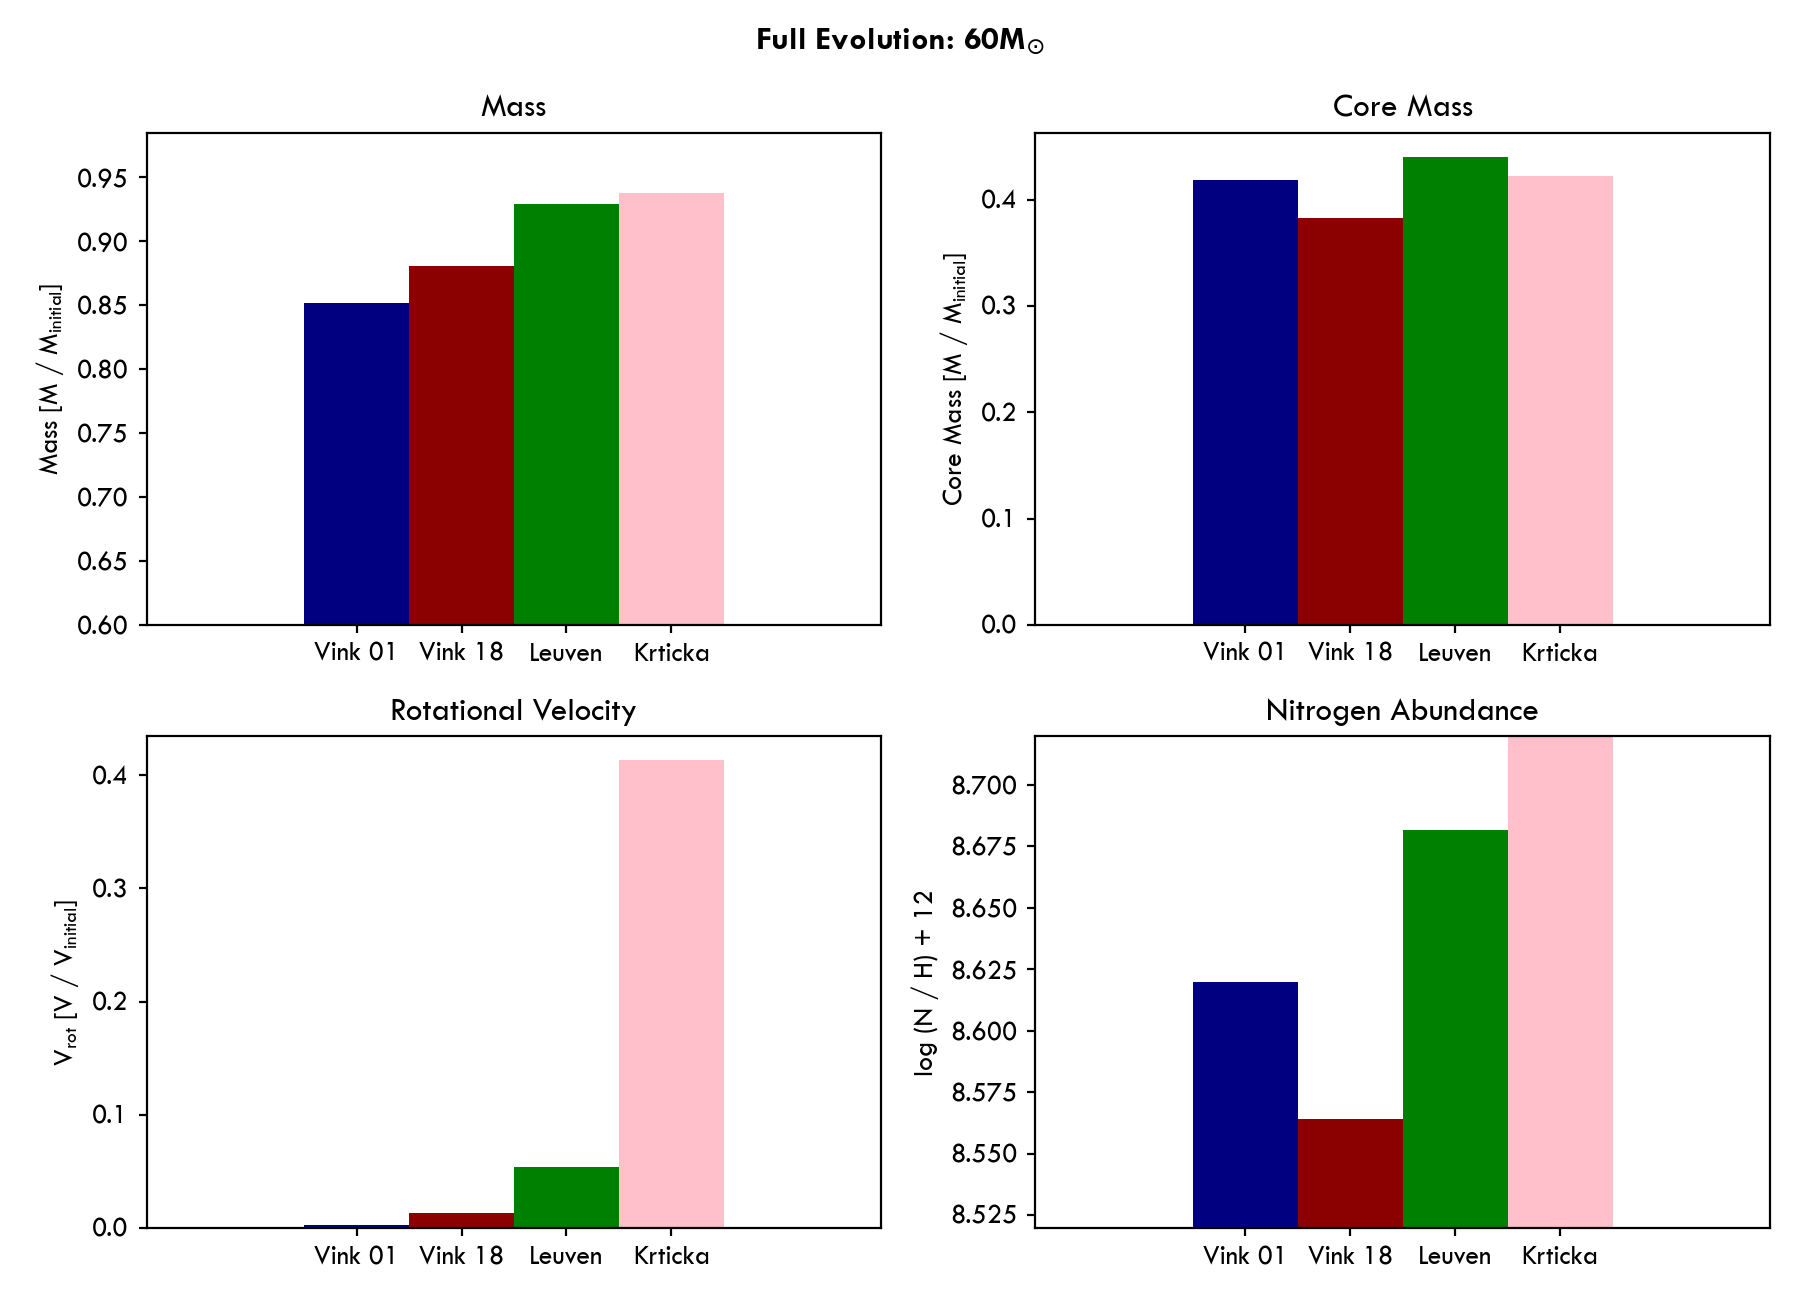 Full Evolution: 60M⊙
Mass
Mass [M / Minitial]
0.95
0.90
0.85
0.80
0.75
0.70
0.65
0.60
Vink 01 Vink 18 Leuven Krticka
Core Mass
Core Mass [M / Minitial]
0.4
0.3
0.2
0.1
0.0
Vink 01 Vink 18 Leuven Krticka
Rotational Velocity
Vrot [V / Vinitial]
0.4
0.3
0.2
0.1
0.0
Vink 01 Vink 18 Leuven Krticka
Nitrogen Abundance
log (N / H) + 12
8.700
8.675
8.650
8.625
8.600
8.575
8.550
8.525
Vink 01 Vink 18 Leuven Krticka